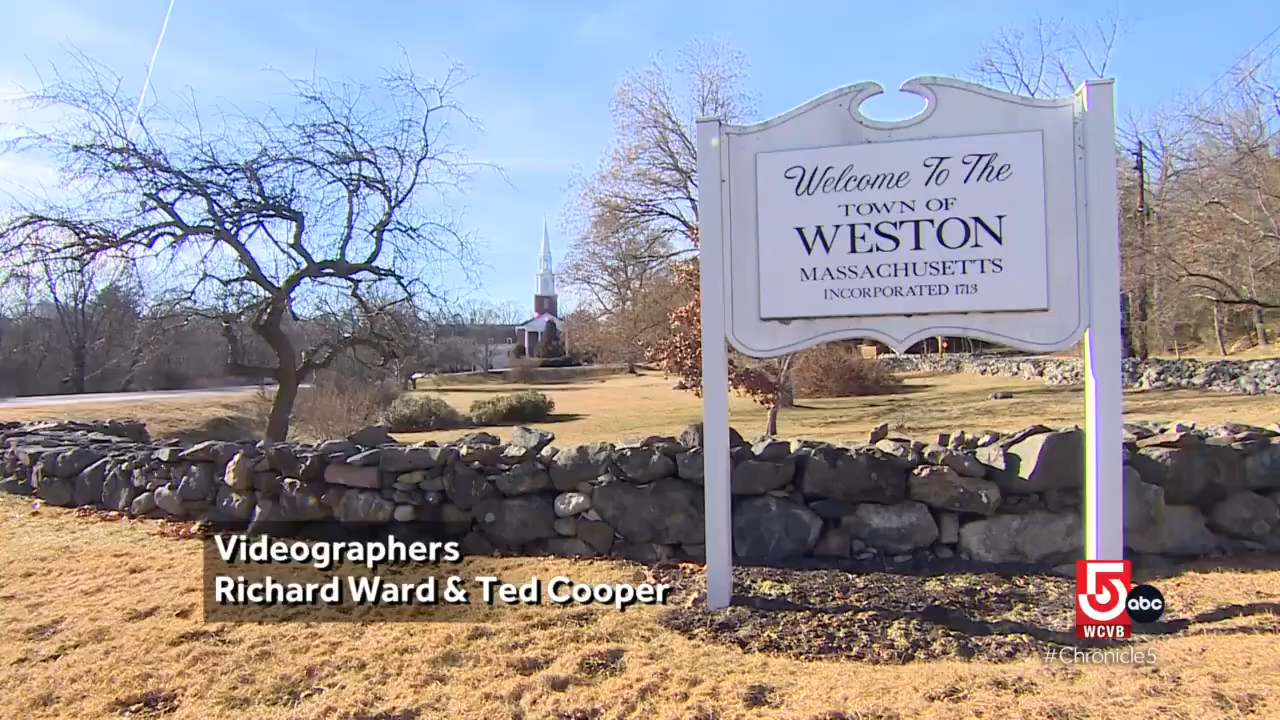 Welcome To The
TOWN OF
WESTON
MASSACHUSETTS
INCORPORATED 1713
Videographers
Richard Ward & Ted Cooper
5
abc
WCVB
#Chronicle5